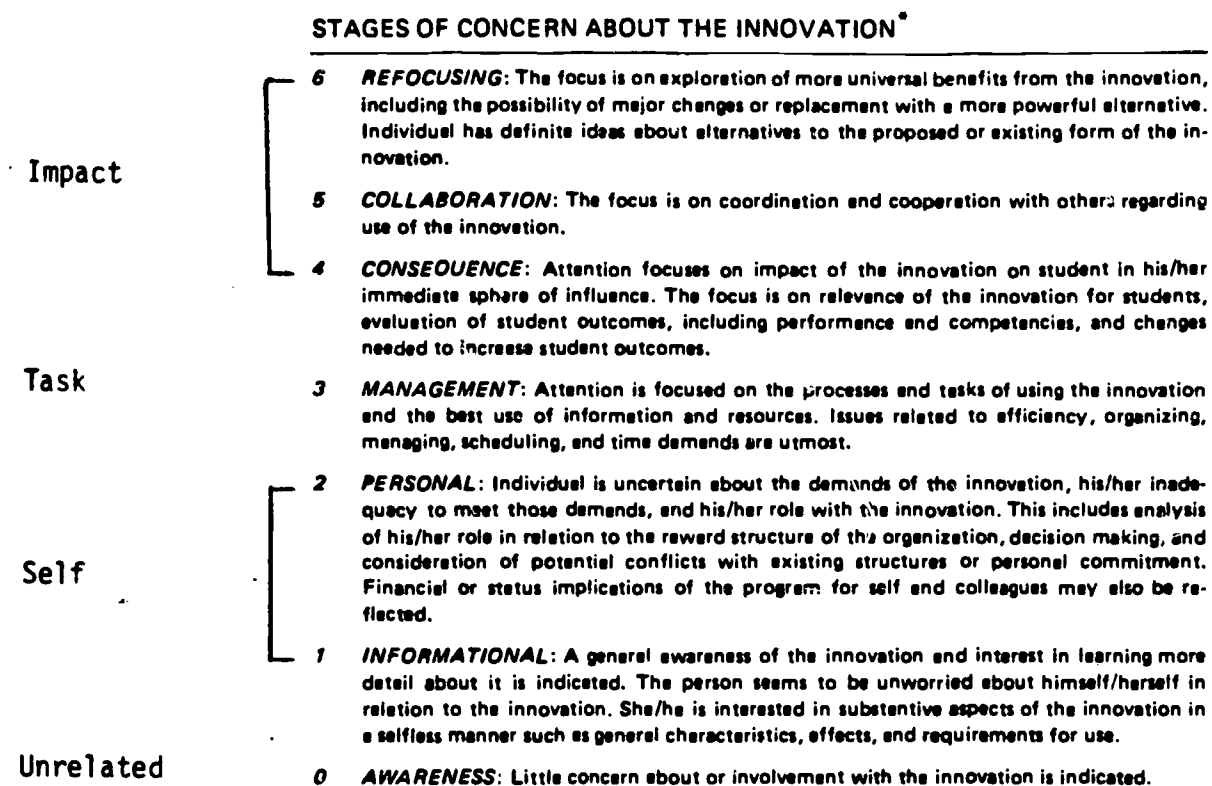 STAGES OF CONCERN ABOUT THE INNOVATION*
6 REFOCUSING: The focus is on exploration of more universal benefits from the innovation,
including the possibility of major changes or replacement with a more powerful alternative.
Individual has definite ideas about alternatives to the proposed or existing form of the in-
novation.
Impact
5 COLLABORATION: The focus is on coordination and cooperation with others regarding
use of the innovation.
4 CONSEQUENCE: Attention focuses on impact of the innovation on student in his/her
immediate sphere of influence. The focus is on relevance of the innovation for students,
evaluation of student outcomes, including performance and competencies, and changes
needed to increase student outcomes.
Task
3 MANAGEMENT: Attention is focused on the processes and tasks of using the innovation
and the best use of information and resources. Issues related to efficiency, organizing,
managing, scheduling, and time demands are utmost.
2 PERSONAL: Individual is uncertain about the demands of the innovation, his/her inade-
quacy to meet those demands, and his/her role with the innovation. This includes analysis
of his/her role in relation to the reward structure of the organization, decision making, and
consideration of potential conflicts with existing structures or personal commitment.
Financial or status implications of the program for self and colleagues may also be re-
flected.
Self
1 INFORMATIONAL: A general awareness of the innovation and interest in learning more
detail about it is indicated. The person seems to be unworried about himself/herself in
relation to the innovation. She/he is interested in substantive aspects of the innovation in
a selfless manner such as general characteristics, effects, and requirements for use.
Unrelated
0 AWARENESS: Little concern about or involvement with the innovation is indicated.